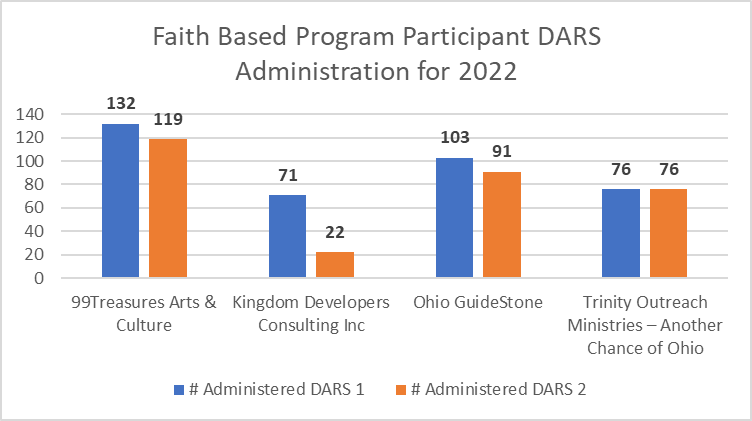 Faith Based Program Participant DARS
Administration for 2022
140
120
100
80
60
40
20
0
132
119
71
22
103
91
76
76
99Treasures Arts &
Culture
Kingdom Developers
Consulting Inc
Ohio GuideStone
Trinity Outreach
Ministries – Another
Chance of Ohio
# Administered DARS 1
# Administered DARS 2